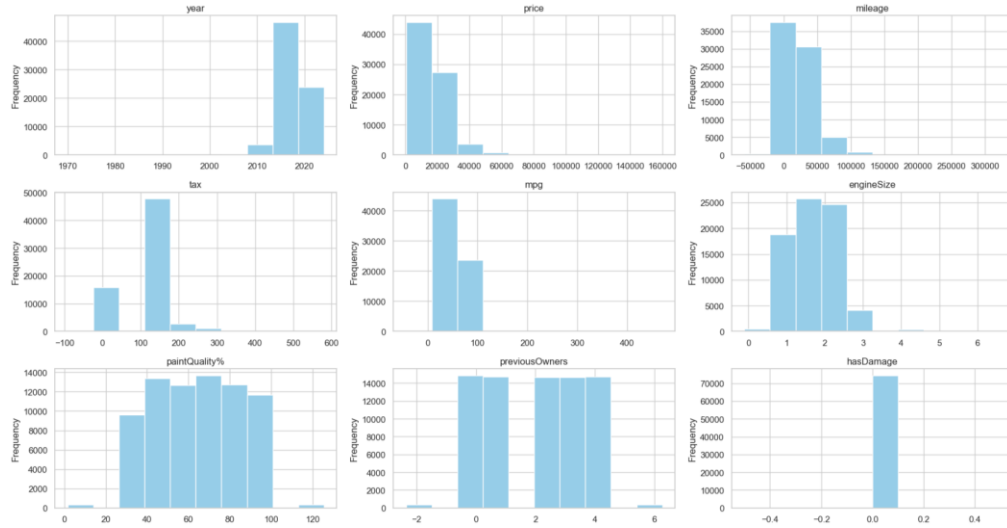 year price mileage
Frequency 40000 30000 20000 10000 0
1970 1980 1990 2000 2010 2020
Frequency 40000 30000 20000 10000 0
0 20000 40000 60000 80000 100000 120000 140000 160000
Frequency 35000 30000 25000 20000 15000 10000 5000 0
−50000 0 50000 100000 150000 200000 250000 300000
tax mpg engineSize
Frequency 50000 40000 30000 20000 10000 0
−100 0 100 200 300 400 500 600
Frequency 40000 30000 20000 10000 0
0 100 200 300 400
Frequency 25000 20000 15000 10000 5000 0
0 1 2 3 4 5 6
paintQuality% previousOwners hasDamage
Frequency 14000 12000 10000 8000 6000 4000 2000 0
0 20 40 60 80 100 120
Frequency 14000 12000 10000 8000 6000 4000 2000 0
−2 0 2 4 6
Frequency 70000 60000 50000 40000 30000 20000 10000 0
−0.4 −0.2 0.0 0.2 0.4